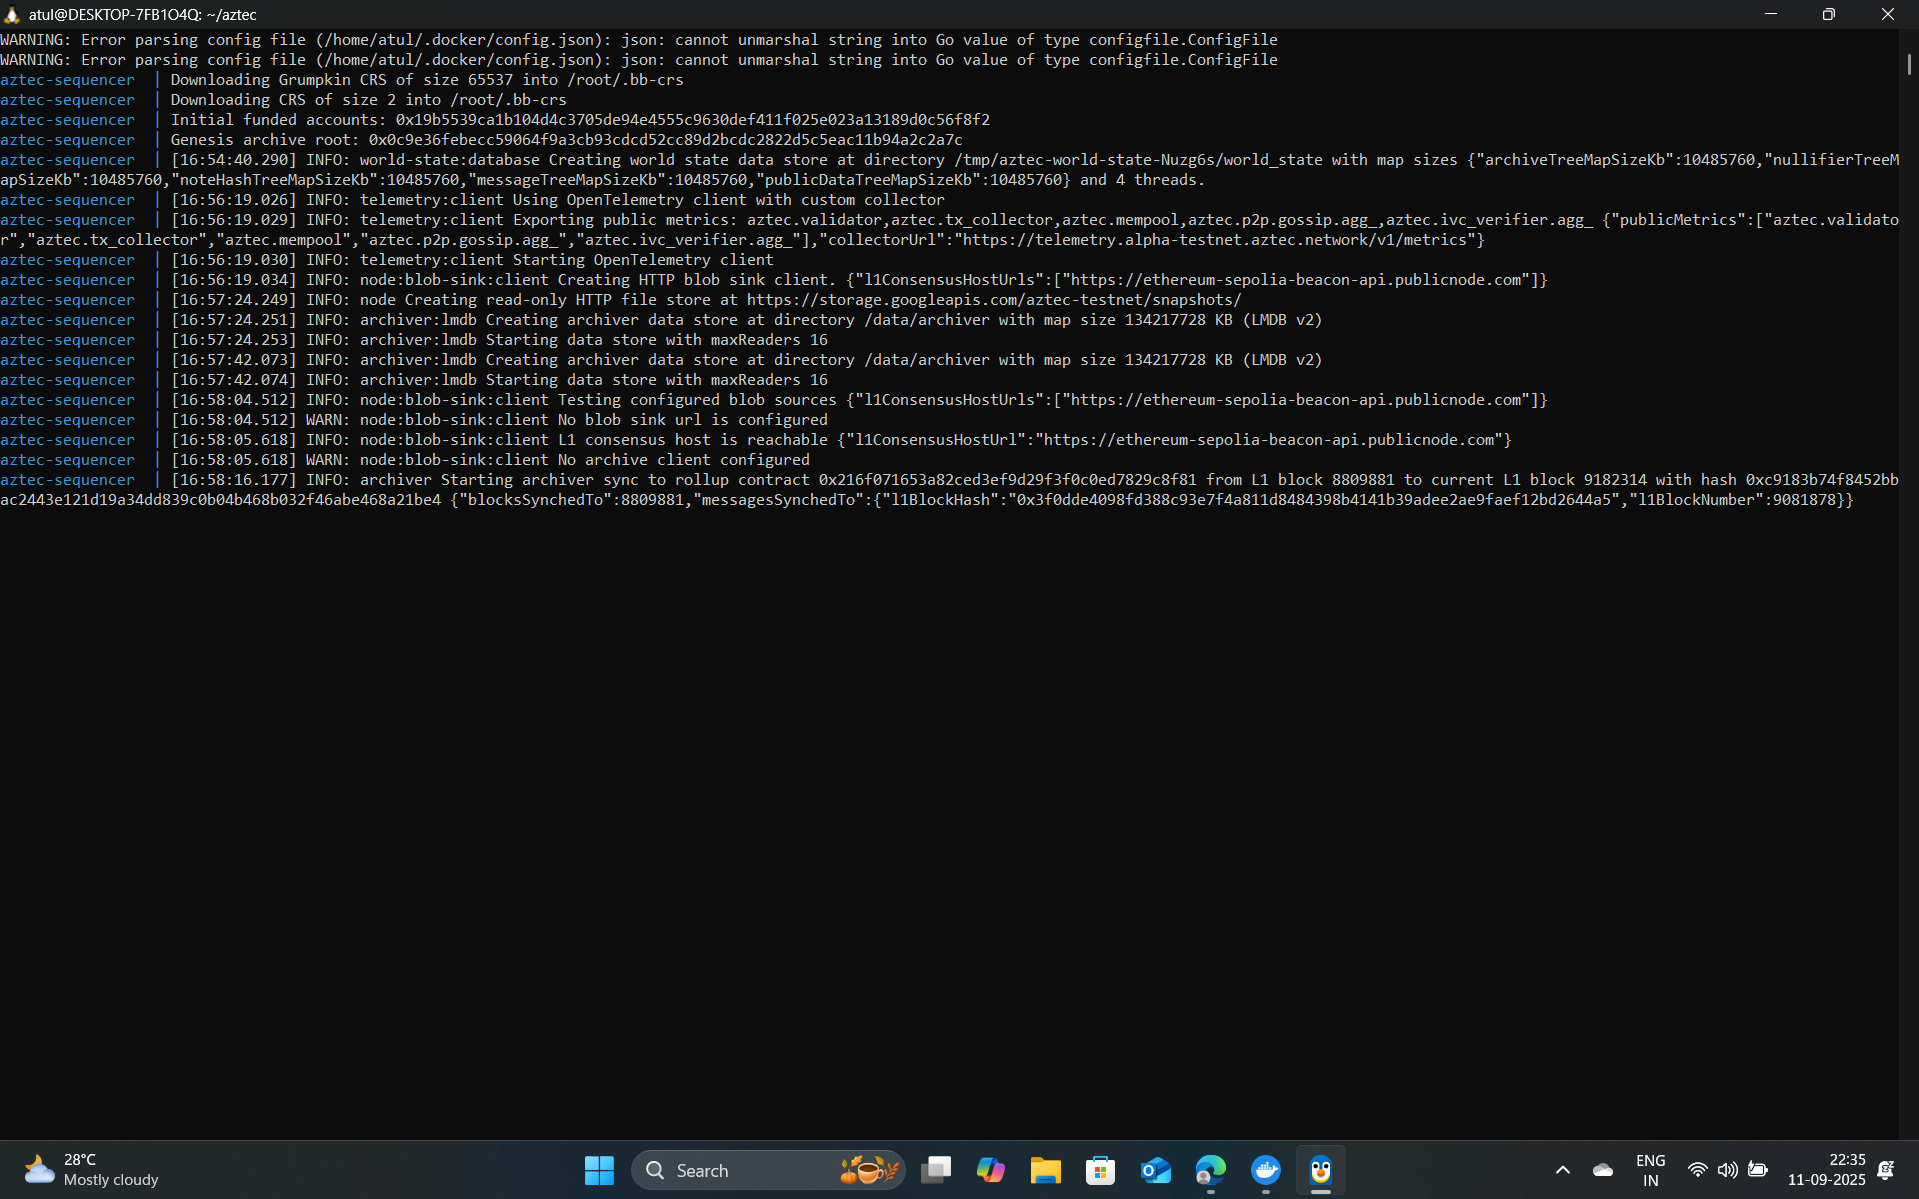 atul@DESKTOP-7FB1O4Q: ~/aztec
WARNING: Error parsing config file (/home/atul/.docker/config.json): json: cannot unmarshal string into Go value of type configfile.ConfigFile
WARNING: Error parsing config file (/home/atul/.docker/config.json): json: cannot unmarshal string into Go value of type configfile.ConfigFile
aztec-sequencer  | Downloading Grumpkin CRS of size 65537 into /root/.bb-crs
aztec-sequencer  | Downloading CRS of size 2 into /root/.bb-crs
aztec-sequencer  | Initial funded accounts: 0x19b5539ca1b104d4c3705de94e4555c9630def411f025e023a13189d0c56f8f2
aztec-sequencer  | Genesis archive root: 0x0c9e36febecc59064f9a3cb93cdcd52cc89d2bcdc2822d5c5eac11b94a2c2a7c
aztec-sequencer  | [16:54:40.290] INFO: world-state:database Creating world state data store at directory /tmp/aztec-world-state-Nuzg6s/world_state with map sizes {"archiveTreeMapSizeKb":10485760,"nullifierTreeM
apSizeKb":10485760,"noteHashTreeMapSizeKb":10485760,"messageTreeMapSizeKb":10485760,"publicDataTreeMapSizeKb":10485760} and 4 threads.
aztec-sequencer  | [16:56:19.026] INFO: telemetry:client Using OpenTelemetry client with custom collector
aztec-sequencer  | [16:56:19.029] INFO: telemetry:client Exporting public metrics: aztec.validator,aztec.tx_collector,aztec.mempool,aztec.p2p.gossip.agg_,aztec.ivc_verifier.agg_ {"publicMetrics":["aztec.validato
r","aztec.tx_collector","aztec.mempool","aztec.p2p.gossip.agg_","aztec.ivc_verifier.agg_"],"collectorUrl":"https://telemetry.alpha-testnet.aztec.network/v1/metrics"}
aztec-sequencer  | [16:56:19.030] INFO: telemetry:client Starting OpenTelemetry client
aztec-sequencer  | [16:56:19.034] INFO: node:blob-sink:client Creating HTTP blob sink client. {"l1ConsensusHostUrls":["https://ethereum-sepolia-beacon-api.publicnode.com"]}
aztec-sequencer  | [16:57:24.249] INFO: node Creating read-only HTTP file store at https://storage.googleapis.com/aztec-testnet/snapshots/
aztec-sequencer  | [16:57:24.251] INFO: archiver:lmdb Creating archiver data store at directory /data/archiver with map size 134217728 KB (LMDB v2)
aztec-sequencer  | [16:57:24.253] INFO: archiver:lmdb Starting data store with maxReaders 16
aztec-sequencer  | [16:57:42.073] INFO: archiver:lmdb Creating archiver data store at directory /data/archiver with map size 134217728 KB (LMDB v2)
aztec-sequencer  | [16:57:42.074] INFO: archiver:lmdb Starting data store with maxReaders 16
aztec-sequencer  | [16:58:04.512] INFO: node:blob-sink:client Testing configured blob sources {"l1ConsensusHostUrls":["https://ethereum-sepolia-beacon-api.publicnode.com"]}
aztec-sequencer  | [16:58:04.512] WARN: node:blob-sink:client No blob sink url is configured
aztec-sequencer  | [16:58:05.618] INFO: node:blob-sink:client L1 consensus host is reachable {"l1ConsensusHostUrl":"https://ethereum-sepolia-beacon-api.publicnode.com"}
aztec-sequencer  | [16:58:05.618] WARN: node:blob-sink:client No archive client configured
aztec-sequencer  | [16:58:16.177] INFO: archiver Starting archiver sync to rollup contract 0x216f071653a82ced3ef9d29f3f0c0ed7829c8f81 from L1 block 8809881 to current L1 block 9182314 with hash 0xc9183b74f8452bb
ac2443e121d19a34dd839c0b04b468b032f46abe468a21be4 {"blocksSynchedTo":8809881,"messagesSynchedTo":{"l1BlockHash":"0x3f0dde4098fd388c93e7f4a811d8484398b4141b39adee2ae9faef12bd2644a5","l1BlockNumber":9081878}}
28°C
Mostly cloudy
Search
ENG
IN
22:35
11-09-2025